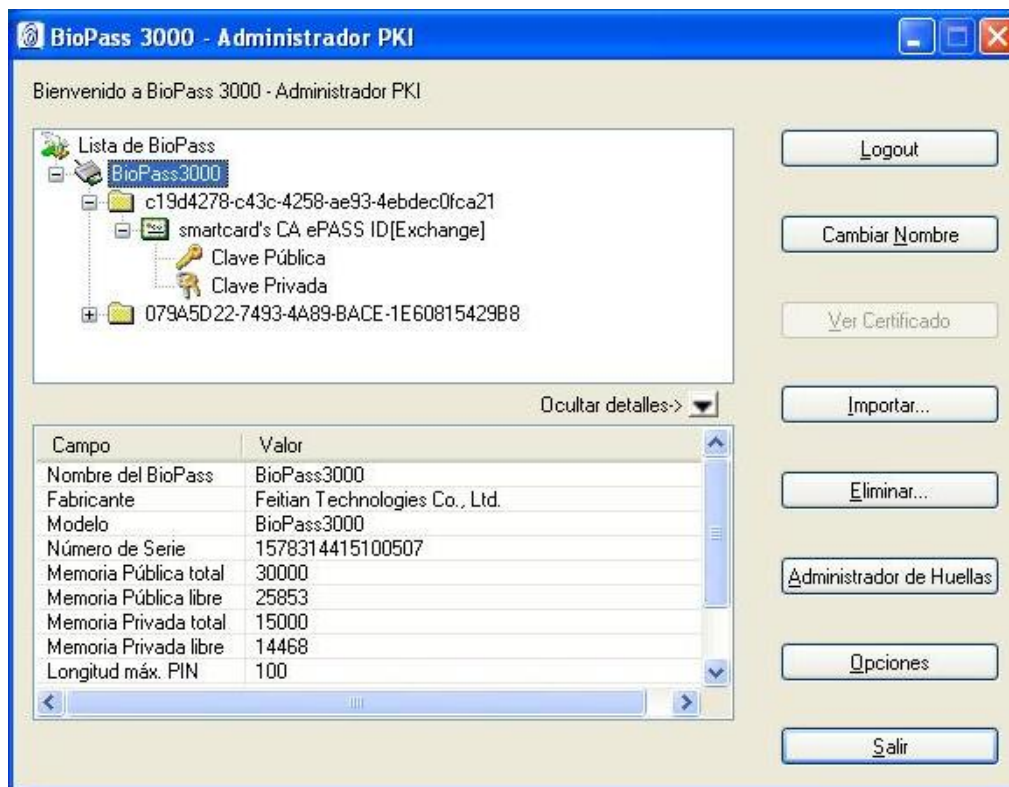 BioPass 3000 - Administrador PKI
Bienvenido a BioPass 3000 - Administrador PKI
Lista de BioPass
BioPass3000
c19d4278-c43c-4258-ae93-4ebdec0fca21
smartcard's CA ePASS ID[Exchange]
Clave Pública
Clave Privada
079A5D22-7493-4A89-BACE-1E60815429B8
Ocultar detalles->
Campo Valor
Nombre del BioPass BioPass3000
Fabricante Feitian Technologies Co., Ltd.
Modelo BioPass3000
Número de Serie 1578314415100507
Memoria Pública total 30000
Memoria Pública libre 25853
Memoria Privada total 15000
Memoria Privada libre 14468
Longitud máx. PIN 100
Logout
Cambiar Nombre
Ver Certificado
Importar...
Eliminar...
Administrador de Huellas
Opciones
Salir